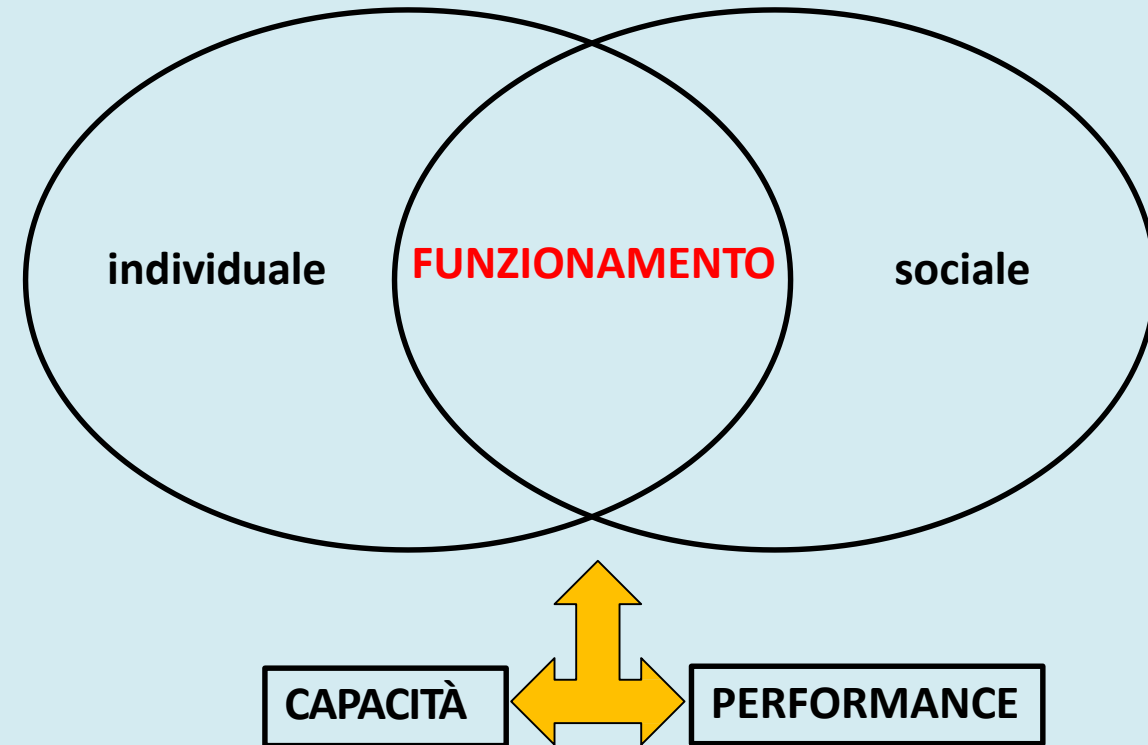 individuale
FUNZIONAMENTO
sociale
CAPACITÀ
PERFORMANCE